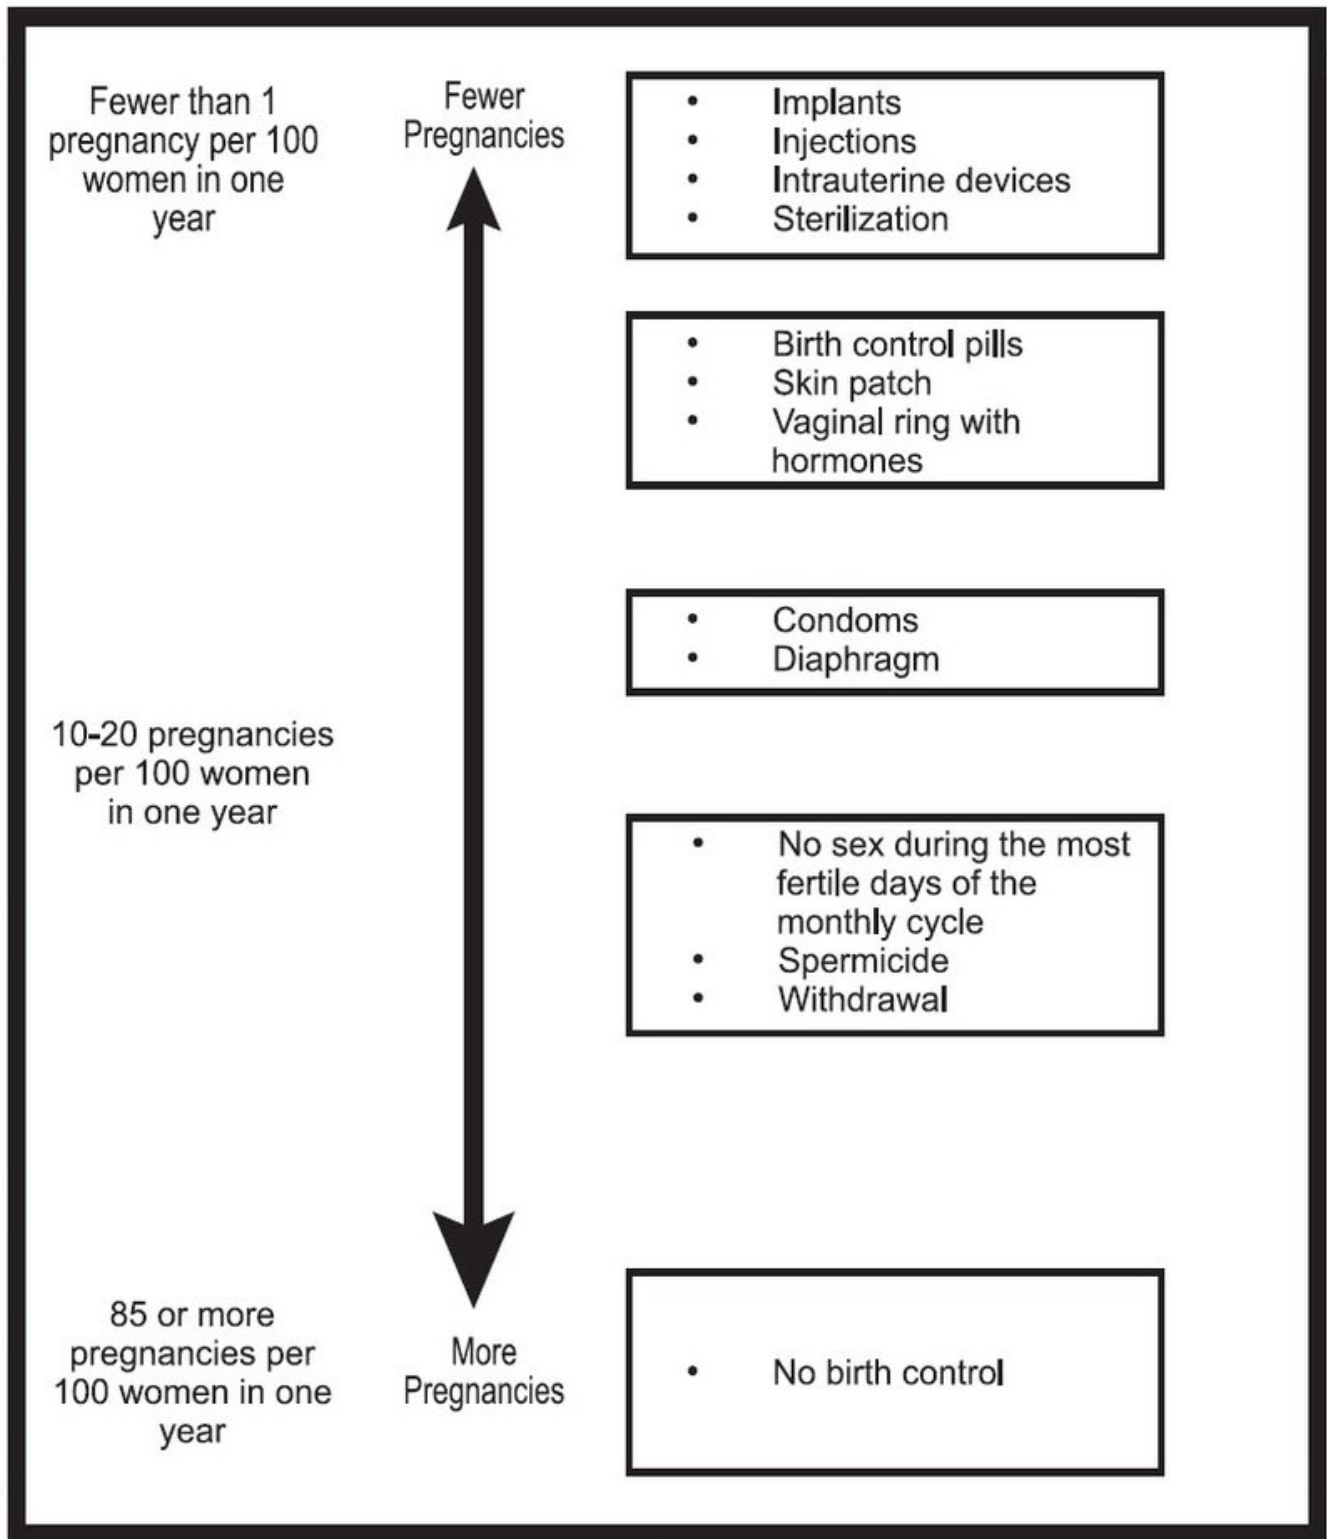 Fewer than 1
pregnancy per 100
women in one
year
Fewer
Pregnancies
• Implants
• Injections
• Intrauterine devices
• Sterilization
• Birth control pills
• Skin patch
• Vaginal ring with
hormones
• Condoms
• Diaphragm
10-20 pregnancies
per 100 women
in one year
• No sex during the most
fertile days of the
monthly cycle
• Spermicide
• Withdrawal
85 or more
pregnancies per
100 women in one
year
More
Pregnancies
• No birth control